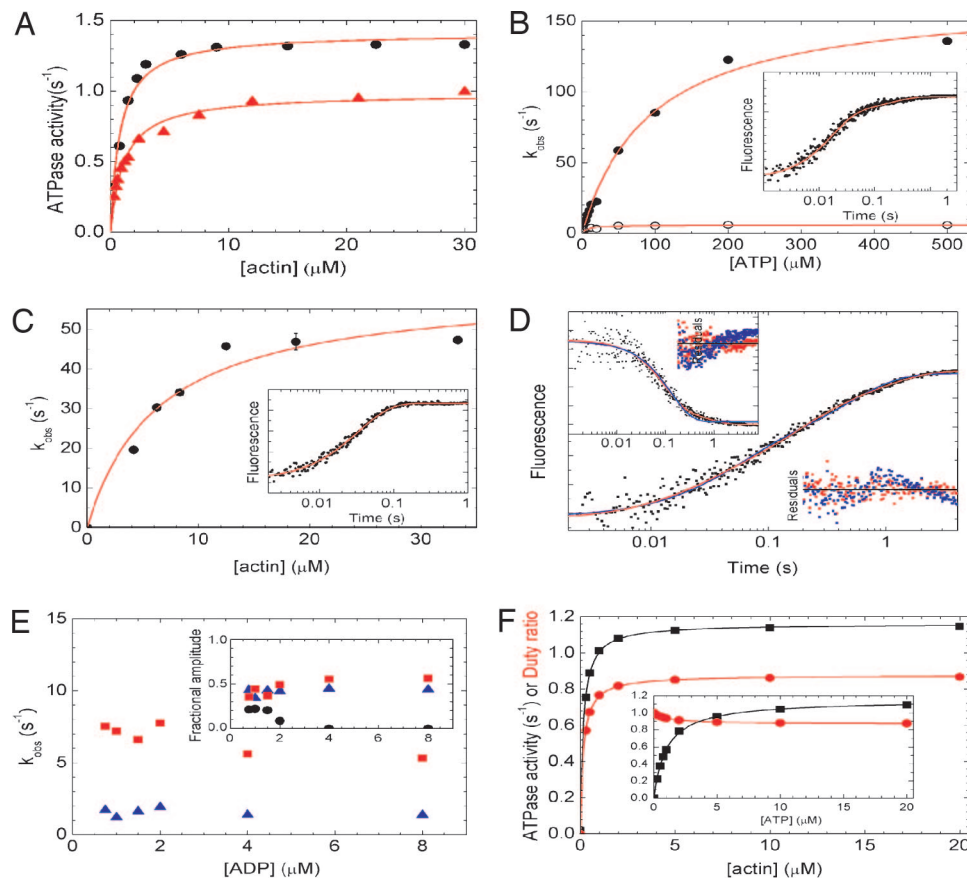 A
ATPase activity(s⁻¹)
1.5
1.0
0.5
0.0
0 10 20 30
[actin] (μM)
B
k_obs (s⁻¹)
150
100
50
0
0 100 200 300 400 500
[ATP] (μM)
Fluorescence
0.01 0.1 1
Time (s)
C
k_obs (s⁻¹)
50
40
30
20
10
0
0 10 20 30
[actin] (μM)
Fluorescence
0.01 0.1 1
Time (s)
D
Fluorescence
0.01 0.1 1
Residuals
Residuals
0.01 0.1 1
Time (s)
E
k_obs (s⁻¹)
15
10
5
0
0 2 4 6 8
[ADP] (μM)
Fractional amplitude
1.0
0.5
0.0
0 2 4 6 8
F
ATPase activity (s⁻¹) or Duty ratio
1.2
1.0
0.8
0.6
0.4
0.2
0.0
0 5 10 15 20
[actin] (μM)
1.0
0.8
0.6
0.4
0.2
0.0
0 5 10 15 20
[ATP] (μM)